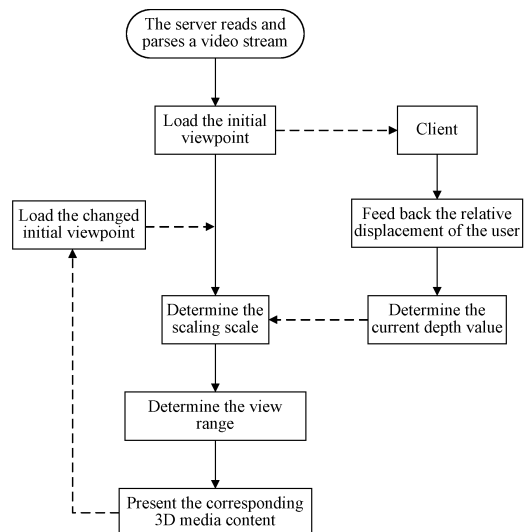 The server reads and
parses a video stream
Load the initial
viewpoint
Client
Load the changed
initial viewpoint
Feed back the relative
displacement of the user
Determine the
scaling scale
Determine the
current depth value
Determine the view
range
Present the corresponding
3D media content